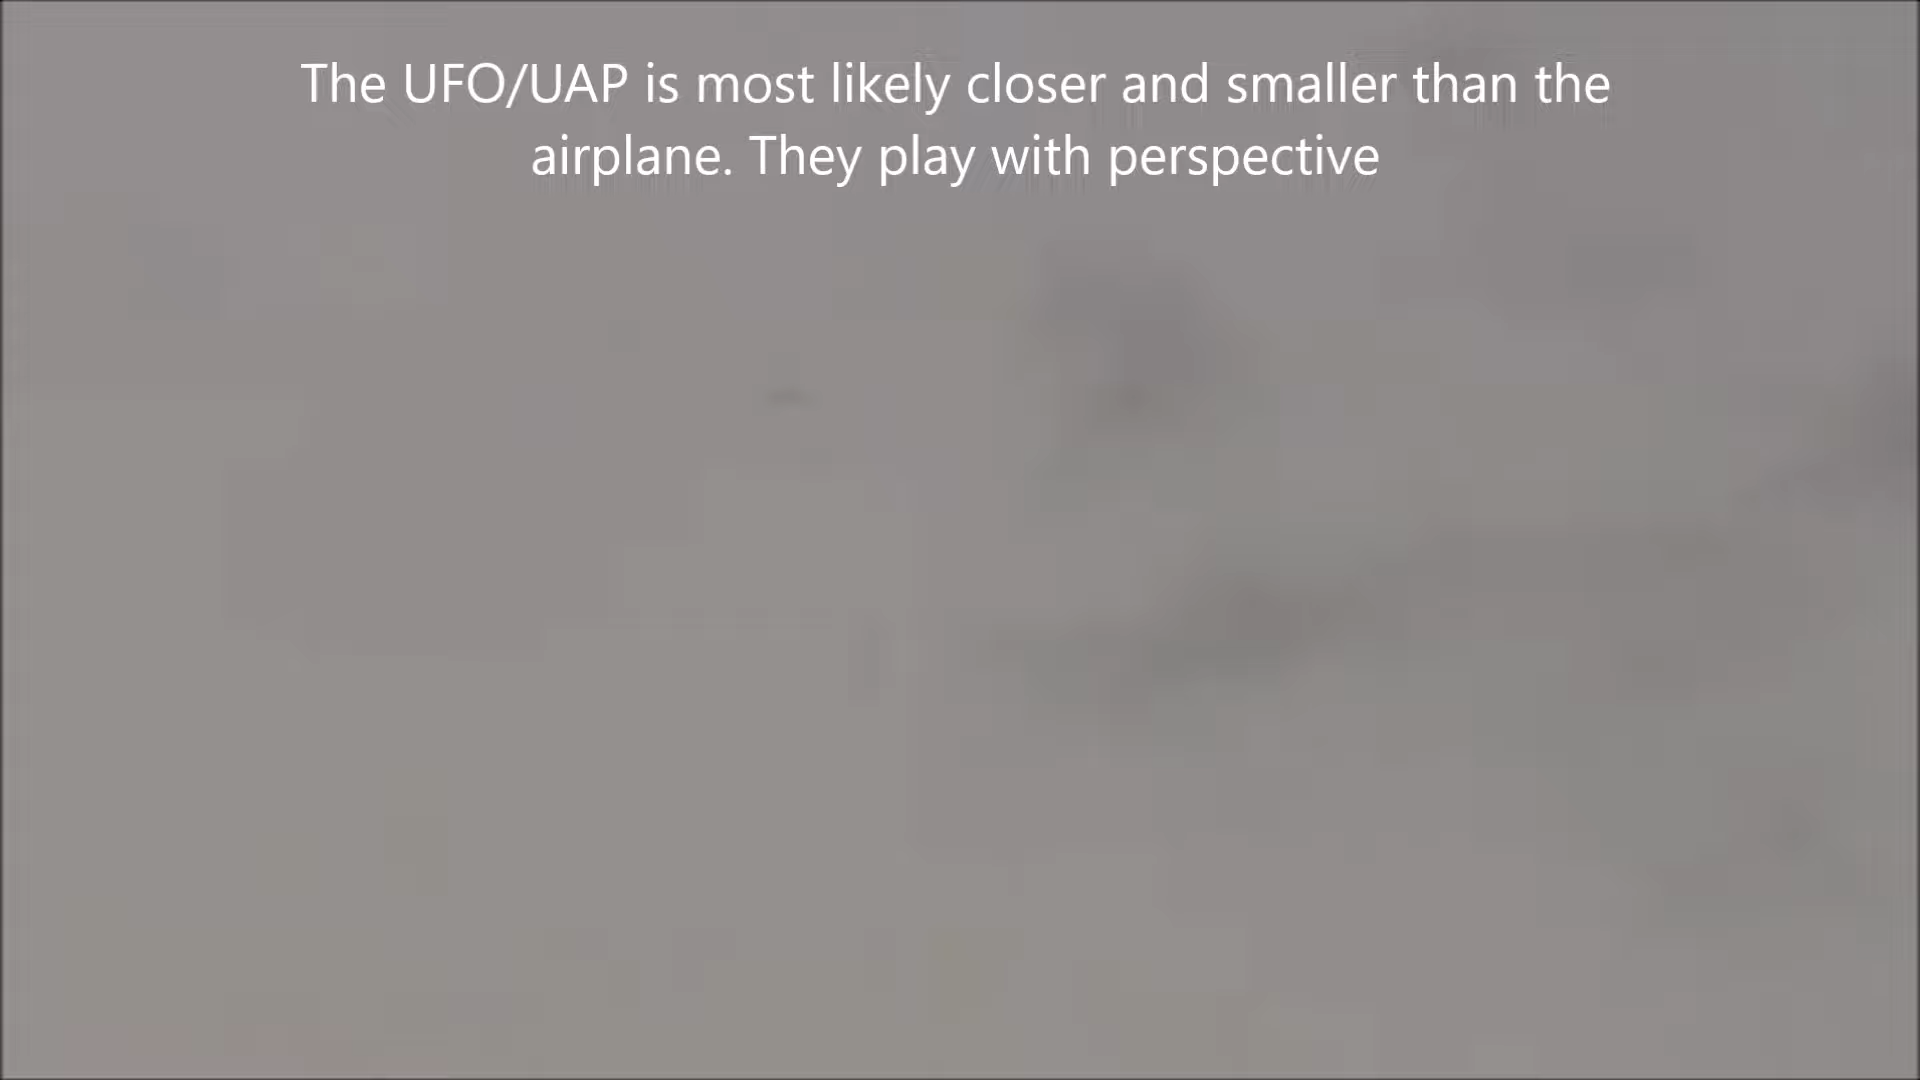 The UFO/UAP is most likely closer and smaller than the
airplane. They play with perspective